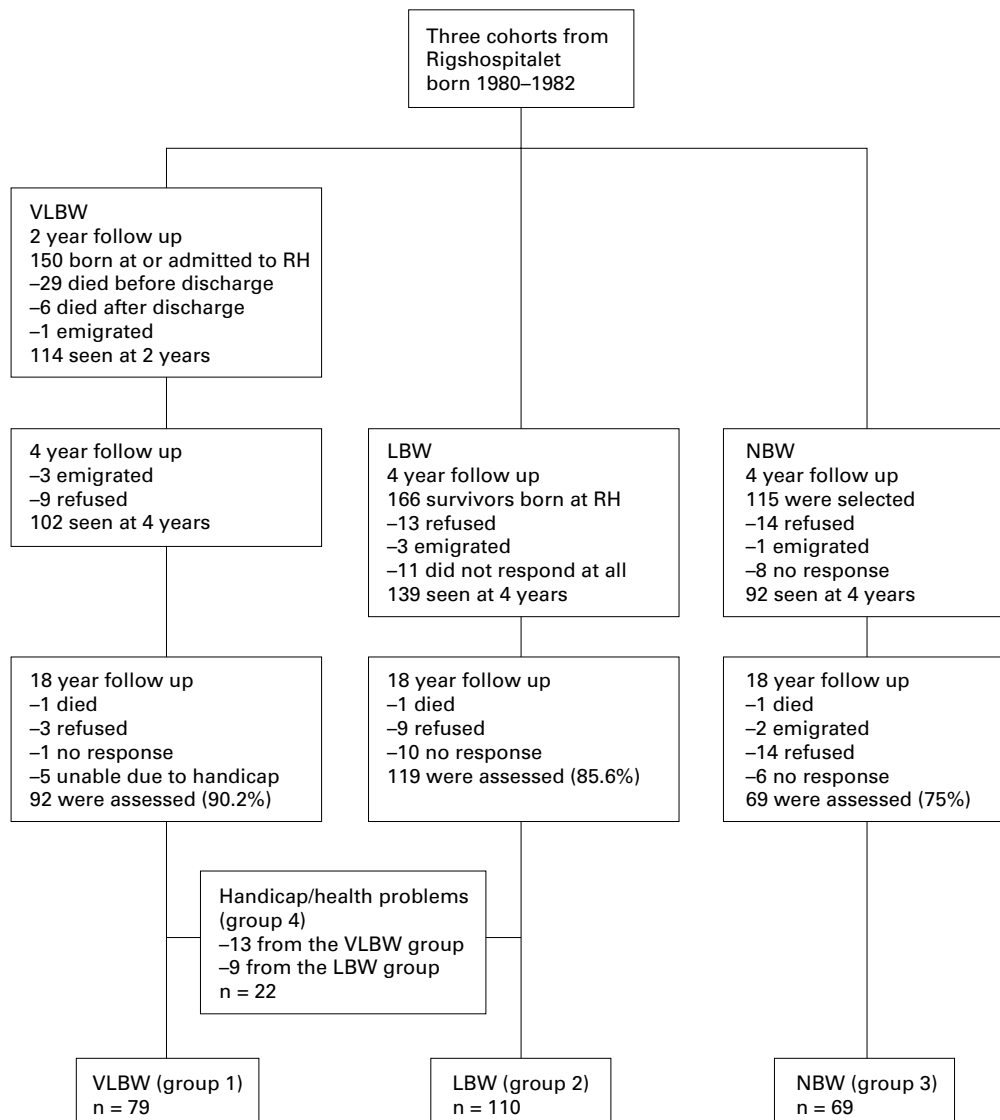 Three cohorts from
Rigshospitalet
born 1980–1982
VLBW
2 year follow up
150 born at or admitted to RH
–29 died before discharge
–6 died after discharge
–1 emigrated
114 seen at 2 years
4 year follow up
–3 emigrated
–9 refused
102 seen at 4 years
LBW
4 year follow up
166 survivors born at RH
–13 refused
–3 emigrated
–11 did not respond at all
139 seen at 4 years
NBW
4 year follow up
115 were selected
–14 refused
–1 emigrated
–8 no response
92 seen at 4 years
18 year follow up
–1 died
–3 refused
–1 no response
–5 unable due to handicap
92 were assessed (90.2%)
18 year follow up
–1 died
–9 refused
–10 no response
119 were assessed (85.6%)
18 year follow up
–1 died
–2 emigrated
–14 refused
–6 no response
69 were assessed (75%)
Handicap/health problems
(group 4)
–13 from the VLBW group
–9 from the LBW group
n = 22
VLBW (group 1)
n = 79
LBW (group 2)
n = 110
NBW (group 3)
n = 69